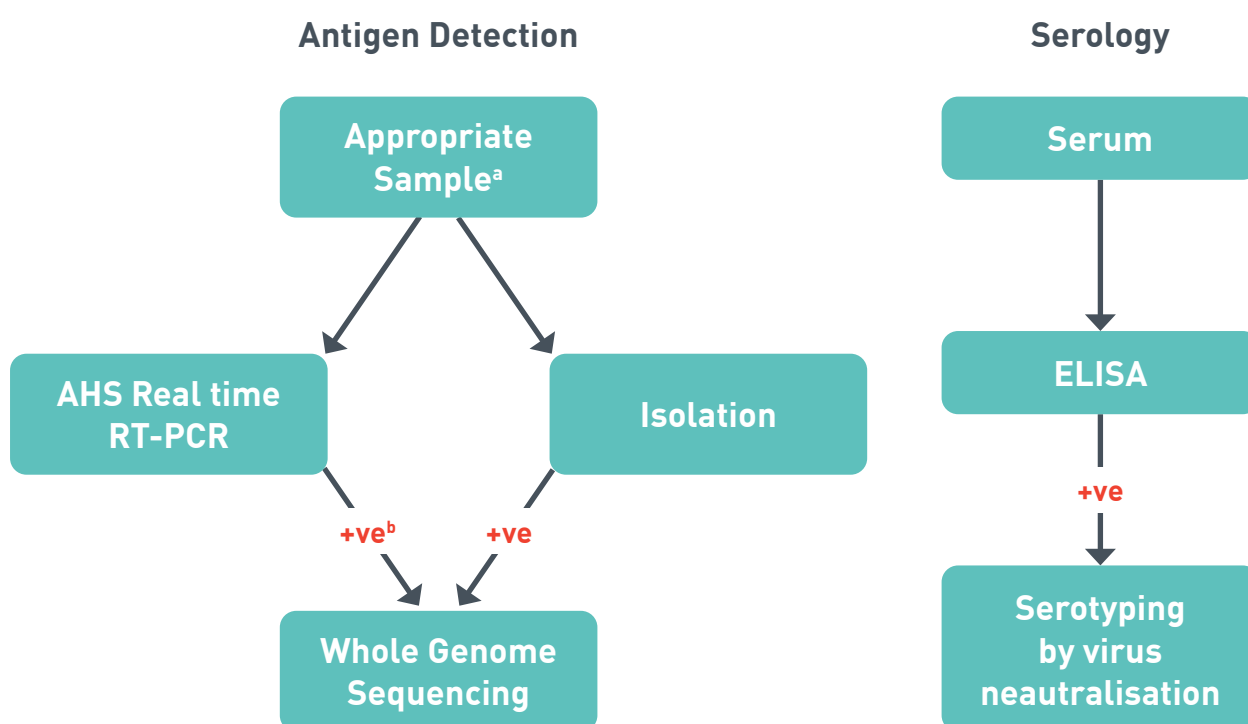 Antigen Detection
Serology
Appropriate
Sampleᵃ
Serum
AHS Real time
RT-PCR
Isolation
ELISA
+veᵇ
+ve
+ve
Whole Genome
Sequencing
Serotyping
by virus
neautralisation